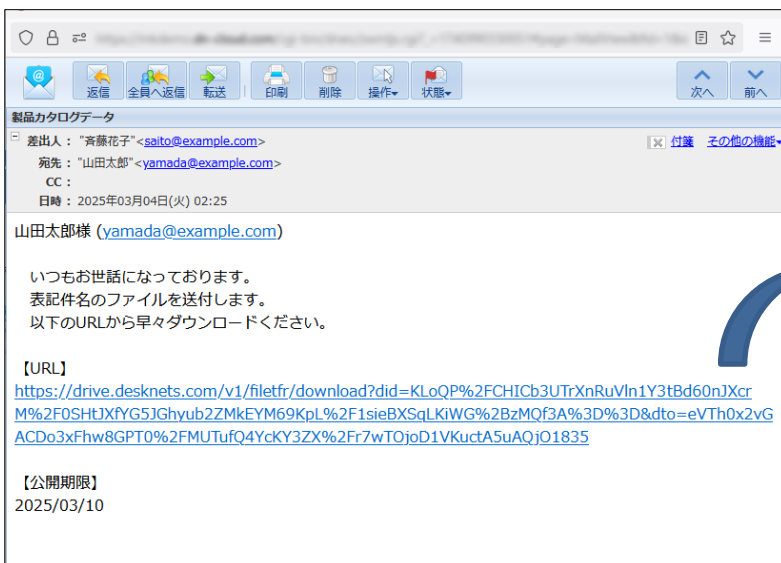 返信 全員へ返信 転送 印刷 削除 操作▾ 状態▾ 次へ 前へ
製品カタログデータ
差出人： "斉藤花子"<saito@example.com> 付箋 その他の機能▾
宛先： "山田太郎"<yamada@example.com>
CC：
日時： 2025年03月04日(火) 02:25
山田太郎様 (yamada@example.com)
いつもお世話になっております。
表記件名のファイルを送付します。
以下のURLから早々ダウンロードください。
【URL】
https://drive.desknets.com/v1/filetfr/download?did=KLoQP%2FCHICb3UTrXnRuVln1Y3tBd60nJXcr
M%2F0SHtJXfYG5JGhyub2ZMkEYM69KpL%2F1sieBXSqLKiWG%2BzMQf3A%3D%3D&dto=eVTh0x2vG
ACDo3xFhw8GPT0%2FMUTufQ4YcKY3ZX%2Fr7wTOjoD1VKuctA5uAQjO1835
【公開期限】
2025/03/10